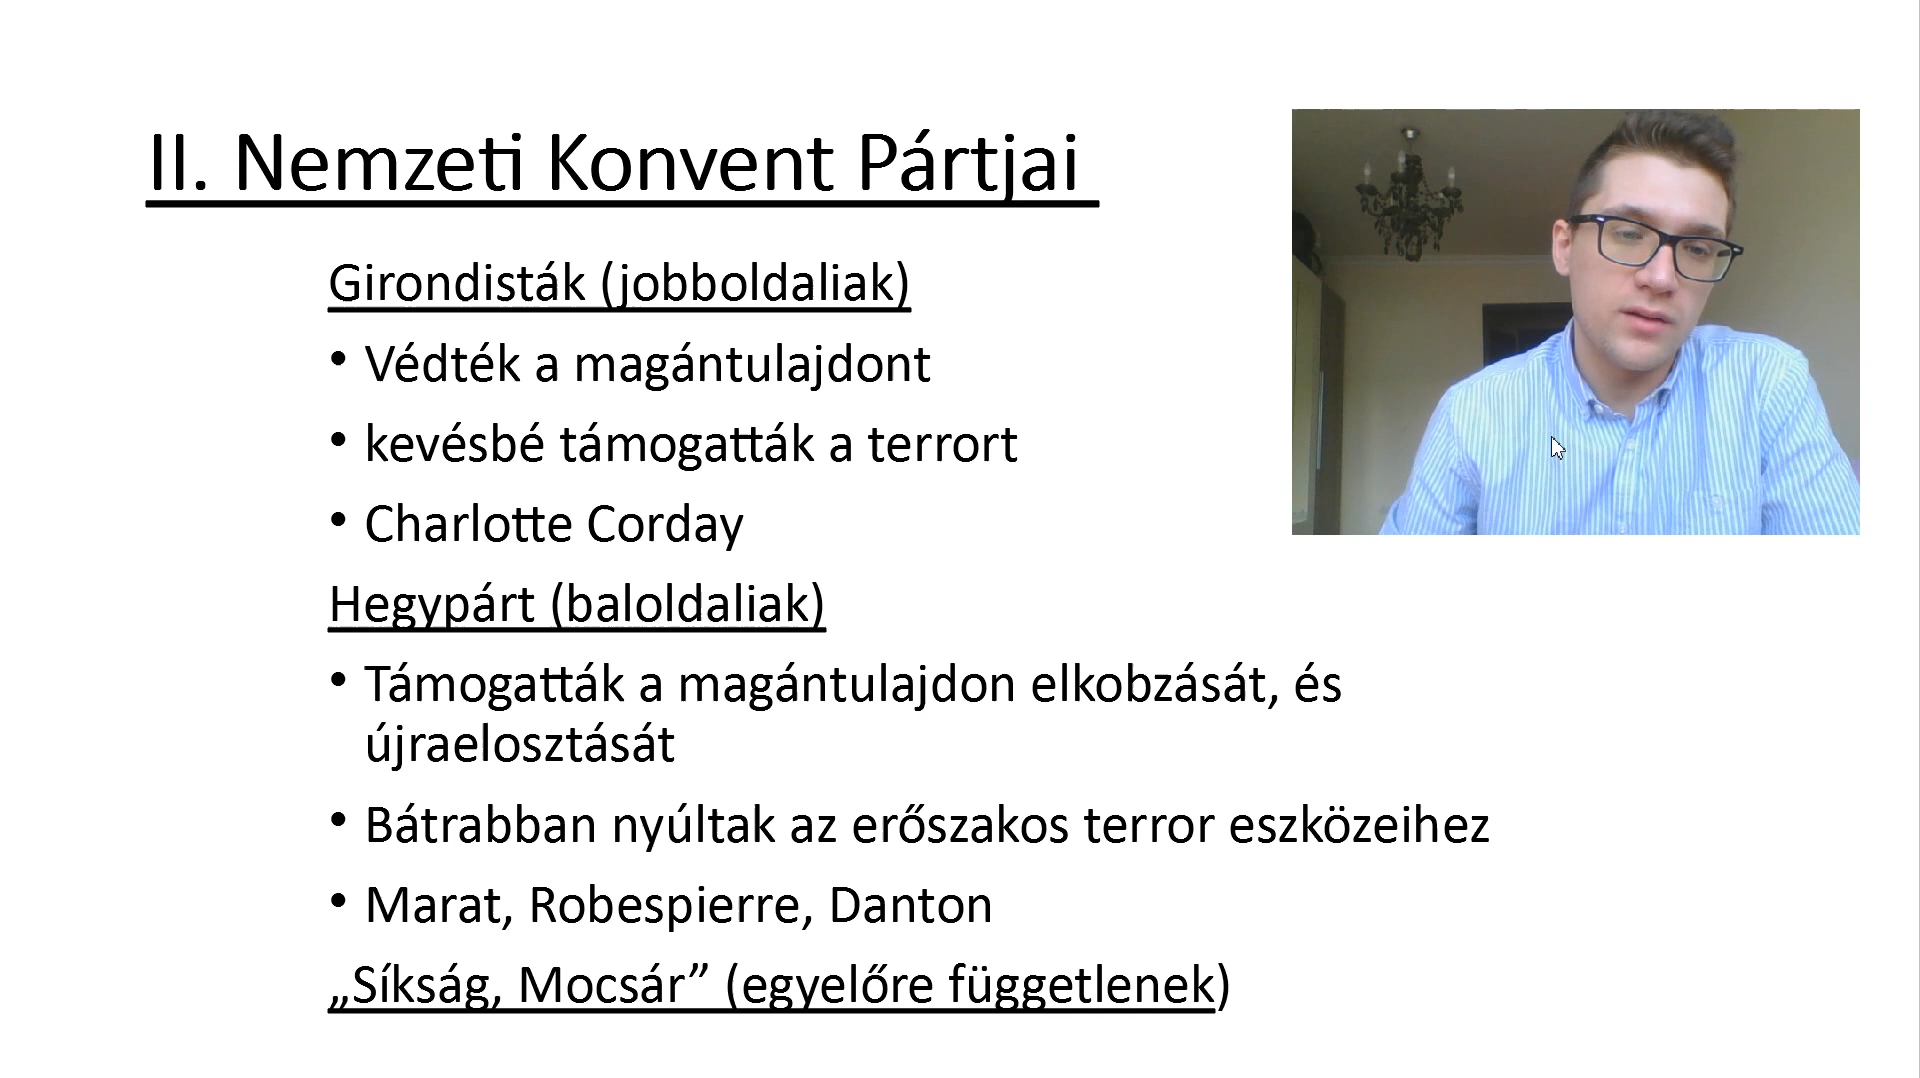 II. Nemzeti Konvent Pártjai
Girondisták (jobboldaliak)
• Védték a magántulajdont
• kevésbé támogatták a terrort
• Charlotte Corday
Hegypárt (baloldaliak)
• Támogatták a magántulajdon elkobzását, és
újraelosztását
• Bátrabban nyúltak az erőszakos terror eszközeihez
• Marat, Robespierre, Danton
„Síkság, Mocsár” (egyelőre függetlenek)